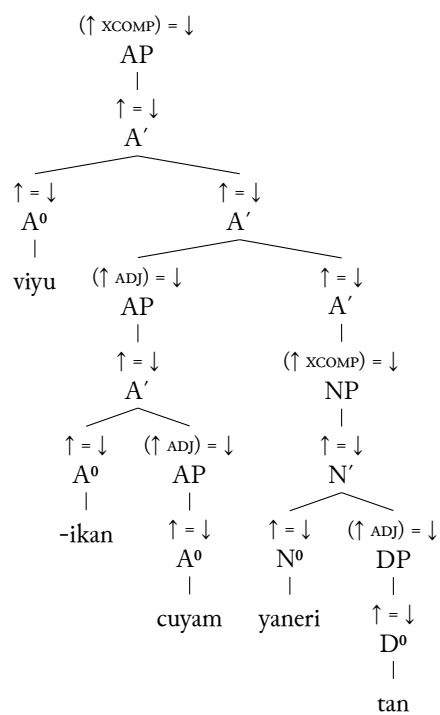 (↑ XCOMP) = ↓
AP
↑ = ↓
A′
↑ = ↓ ↑ = ↓
A⁰ A′
viyu (↑ ADJ) = ↓ ↑ = ↓
AP A′
↑ = ↓ (↑ XCOMP) = ↓
A′ NP
↑ = ↓ (↑ ADJ) = ↓ ↑ = ↓
A⁰ AP N′
-ikan ↑ = ↓ ↑ = ↓ (↑ ADJ) = ↓
A⁰ N⁰ DP
cuyam yaneri ↑ = ↓
D⁰
tan